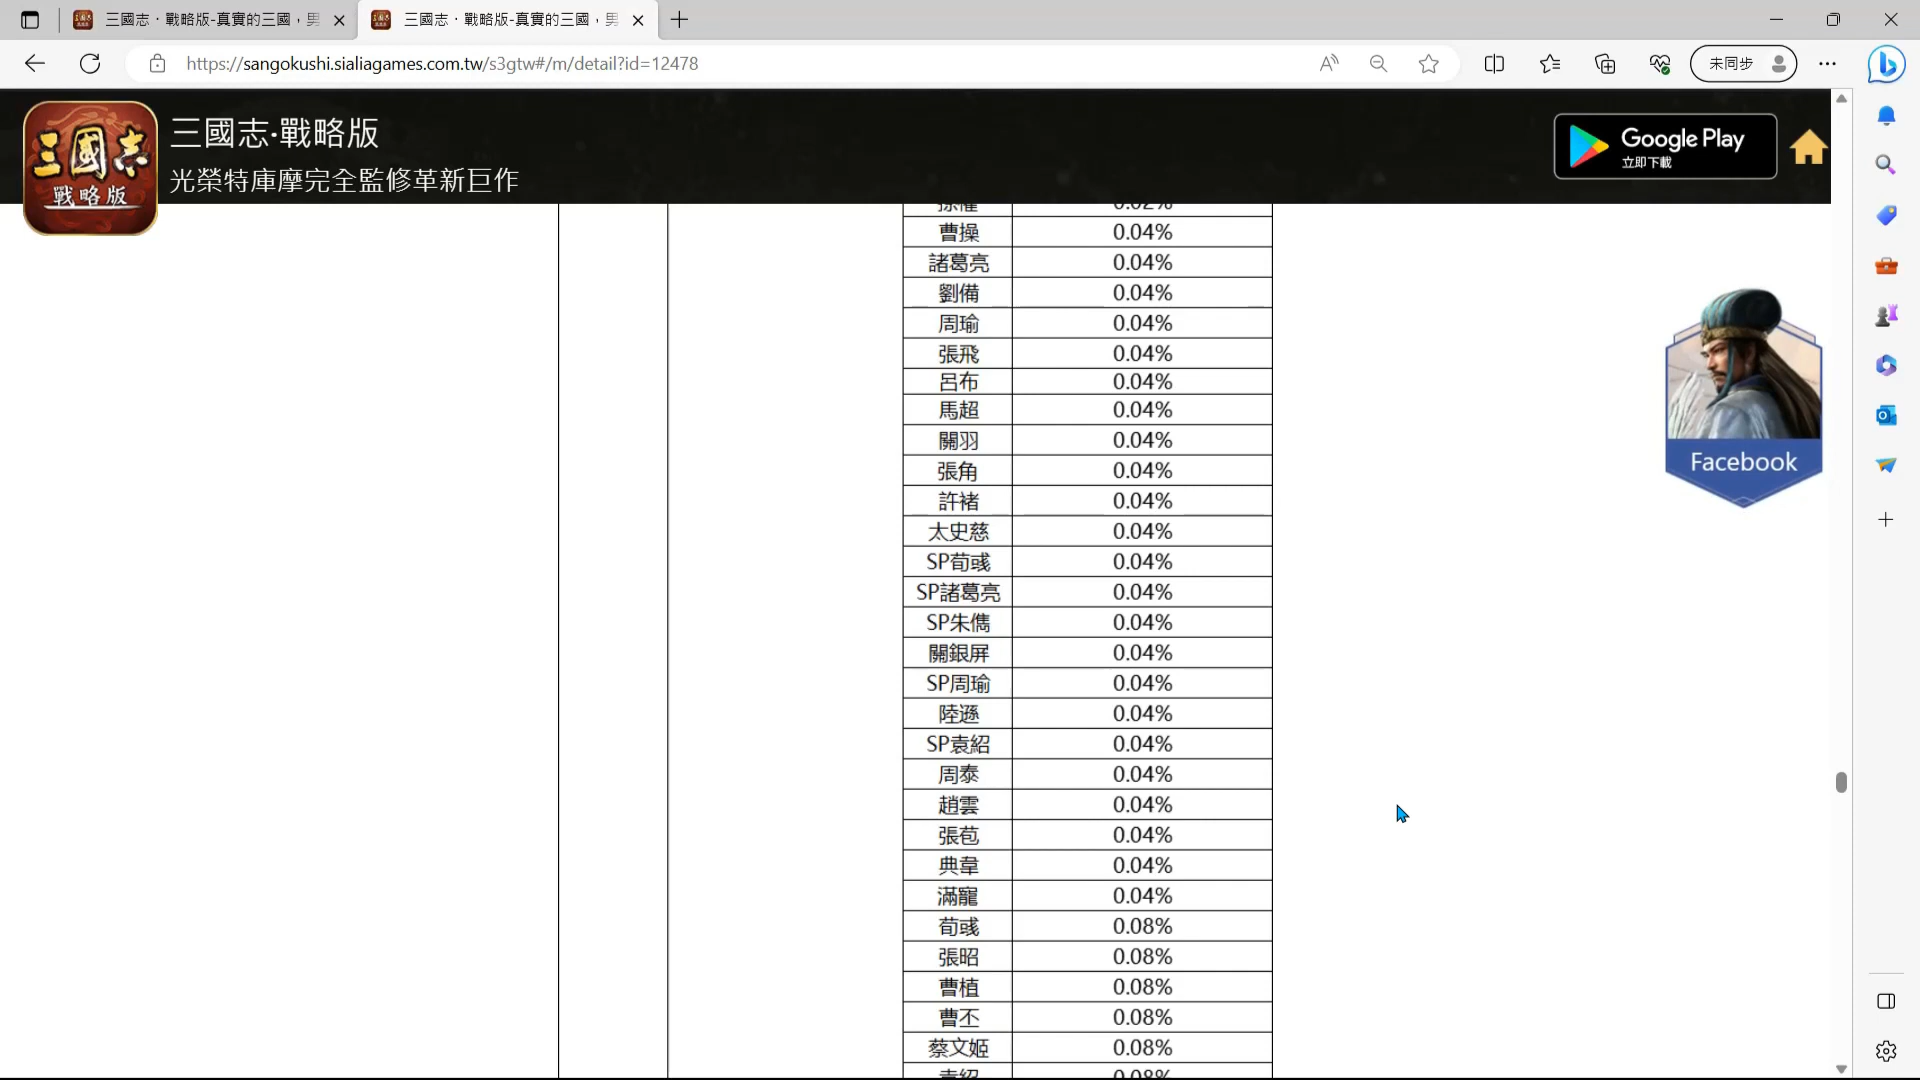 三國志・戰略版-真實的三國，男
三國志・戰略版-真實的三國，男
https://sangokushi.sialiagames.com.tw/s3gtw#/m/detail?id=12478
未同步
三國志
戰略版
三國志·戰略版
光榮特庫摩完全監修革新巨作
Google Play
立即下載
Facebook
孫權 0.02%
曹操 0.04%
諸葛亮 0.04%
劉備 0.04%
周瑜 0.04%
張飛 0.04%
呂布 0.04%
馬超 0.04%
關羽 0.04%
張角 0.04%
許褚 0.04%
太史慈 0.04%
SP荀彧 0.04%
SP諸葛亮 0.04%
SP朱儁 0.04%
關銀屏 0.04%
SP周瑜 0.04%
陸遜 0.04%
SP袁紹 0.04%
周泰 0.04%
趙雲 0.04%
張苞 0.04%
典韋 0.04%
滿寵 0.04%
荀彧 0.08%
張昭 0.08%
曹植 0.08%
曹丕 0.08%
蔡文姬 0.08%
袁紹 0.08%